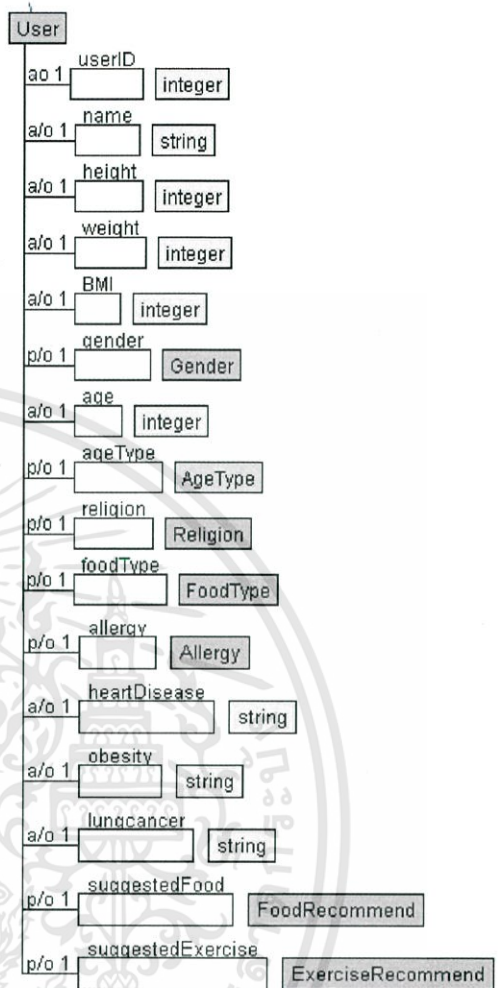 User
userID
ao 1 integer
name
a/o 1 string
height
a/o 1 integer
weight
a/o 1 integer
BMI
a/o 1 integer
gender
p/o 1 Gender
age
a/o 1 integer
ageType
p/o 1 AgeType
religion
p/o 1 Religion
foodType
p/o 1 FoodType
allergy
p/o 1 Allergy
heartDisease
a/o 1 string
obesity
a/o 1 string
lungcancer
a/o 1 string
suggestedFood
p/o 1 FoodRecommend
suggestedExercise
p/o 1 ExerciseRecommend